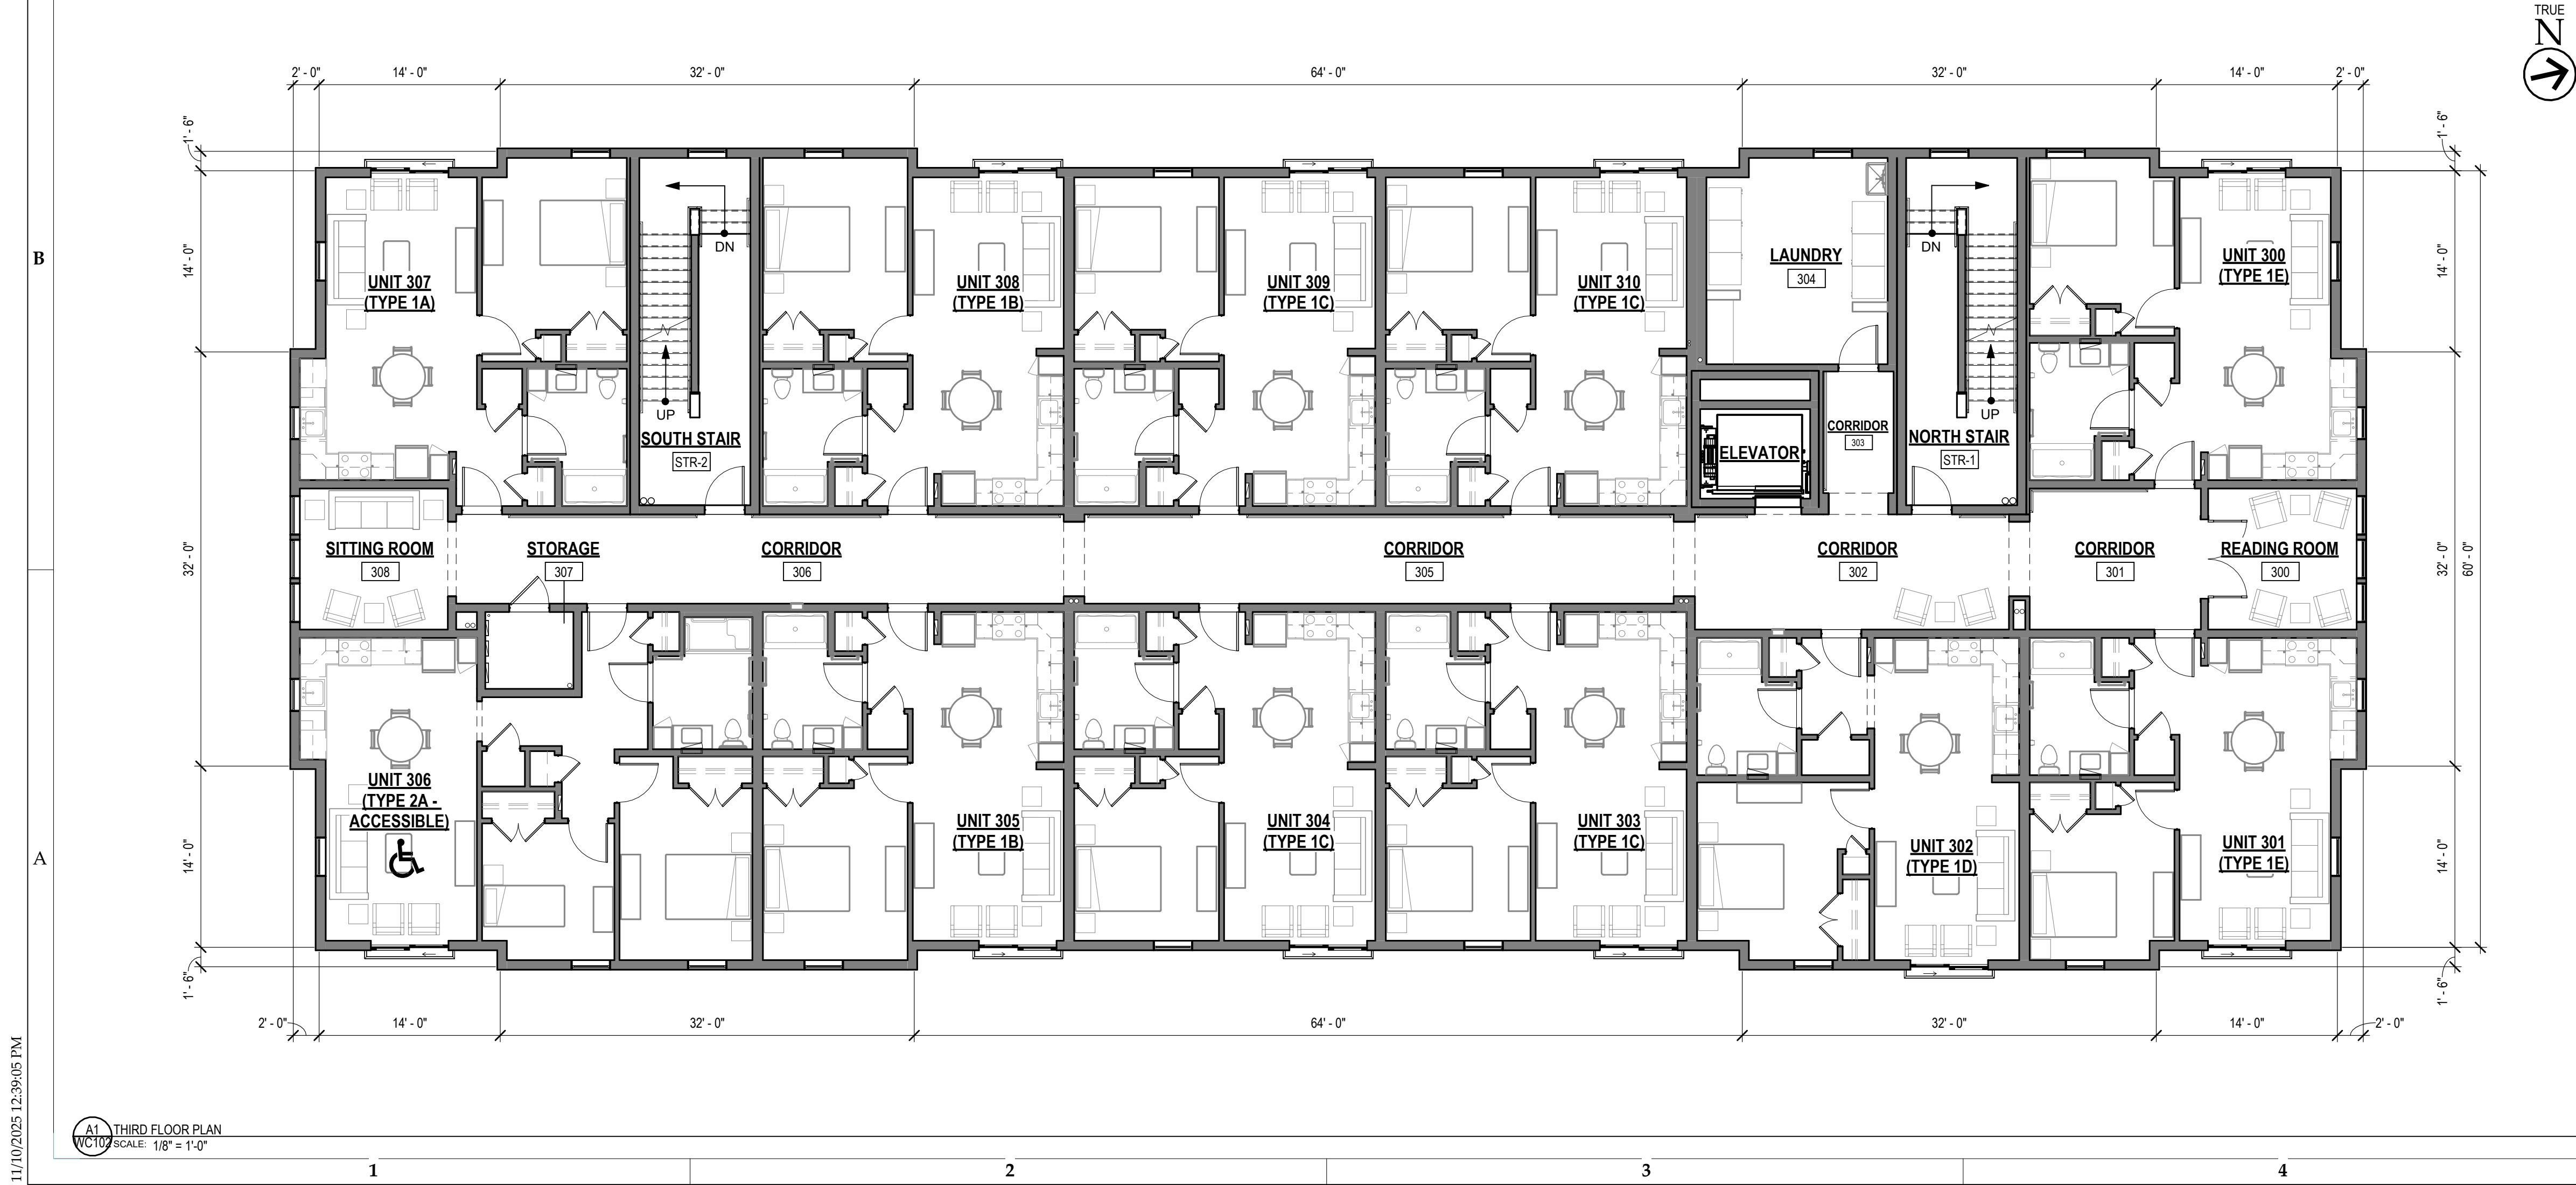 TRUE
N
2' - 0"
14' - 0"
32' - 0"
64' - 0"
32' - 0"
14' - 0"
2' - 0"
1' - 6"
1' - 6"
B
14' - 0"
14' - 0"
DN
DN
UNIT 307
(TYPE 1A)
UNIT 308
(TYPE 1B)
UNIT 309
(TYPE 1C)
UNIT 310
(TYPE 1C)
LAUNDRY
304
UNIT 300
(TYPE 1E)
UP
UP
SOUTH STAIR
STR-2
ELEVATOR
CORRIDOR
303
NORTH STAIR
STR-1
32' - 0"
SITTING ROOM
308
STORAGE
307
CORRIDOR
306
CORRIDOR
305
CORRIDOR
302
CORRIDOR
301
READING ROOM
300
32' - 0"
60' - 0"
A
14' - 0"
UNIT 306
(TYPE 2A -
ACCESSIBLE)
UNIT 305
(TYPE 1B)
UNIT 304
(TYPE 1C)
UNIT 303
(TYPE 1C)
UNIT 302
(TYPE 1D)
UNIT 301
(TYPE 1E)
14' - 0"
1' - 6"
1' - 6"
2' - 0"
14' - 0"
32' - 0"
64' - 0"
32' - 0"
14' - 0"
2' - 0"
11/10/2025 12:39:05 PM
A1
WC102
THIRD FLOOR PLAN
SCALE: 1/8" = 1'-0"
1
2
3
4